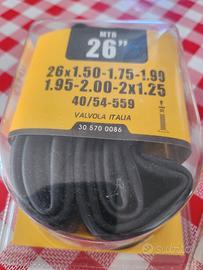 MTB
26"
26x1.50-1.75-1.90
1.95-2.00-2x1.25
40/54-559
VALVOLA ITALIA
30 570 0086
subito